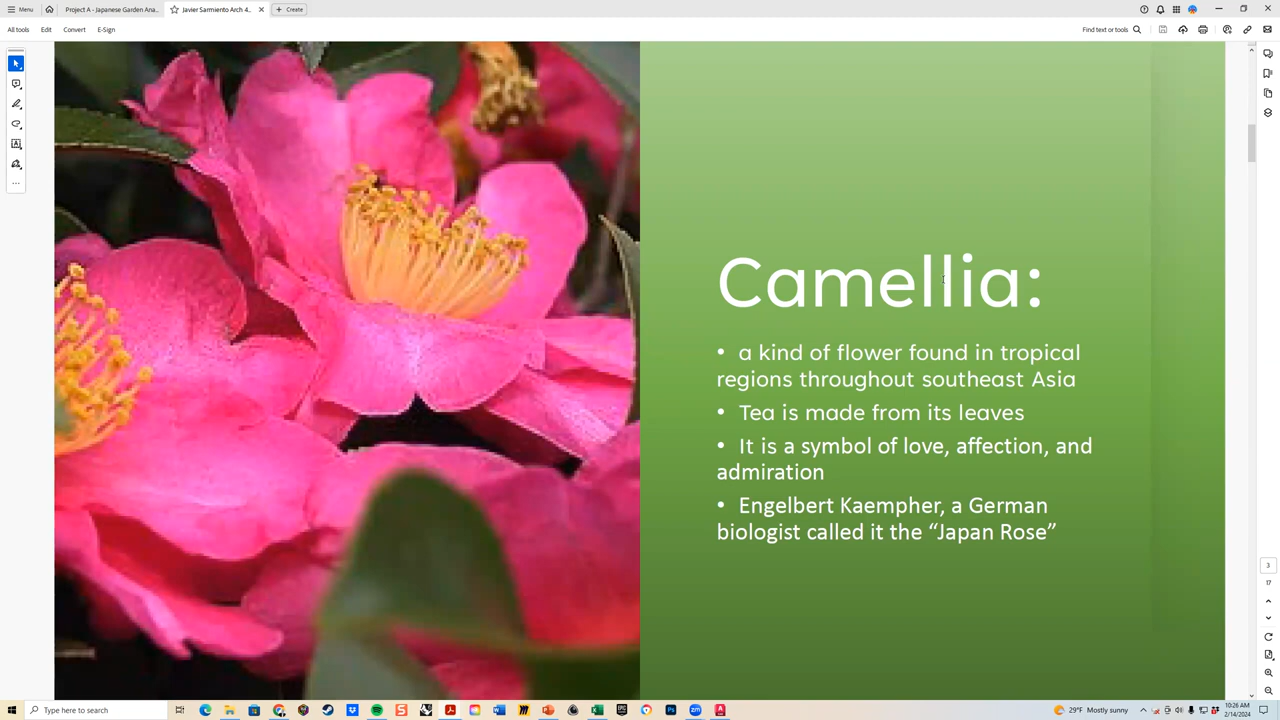 Menu
Project A - Japanese Garden Ana...
Javier Sarmiento Arch 4...
Create
All tools
Edit
Convert
E-Sign
Find text or tools
Camellia:
• a kind of flower found in tropical
regions throughout southeast Asia
• Tea is made from its leaves
• It is a symbol of love, affection, and
admiration
• Engelbert Kaempher, a German
biologist called it the “Japan Rose”
3
17
Type here to search
29°F Mostly sunny
10:26 AM
2/14/2024